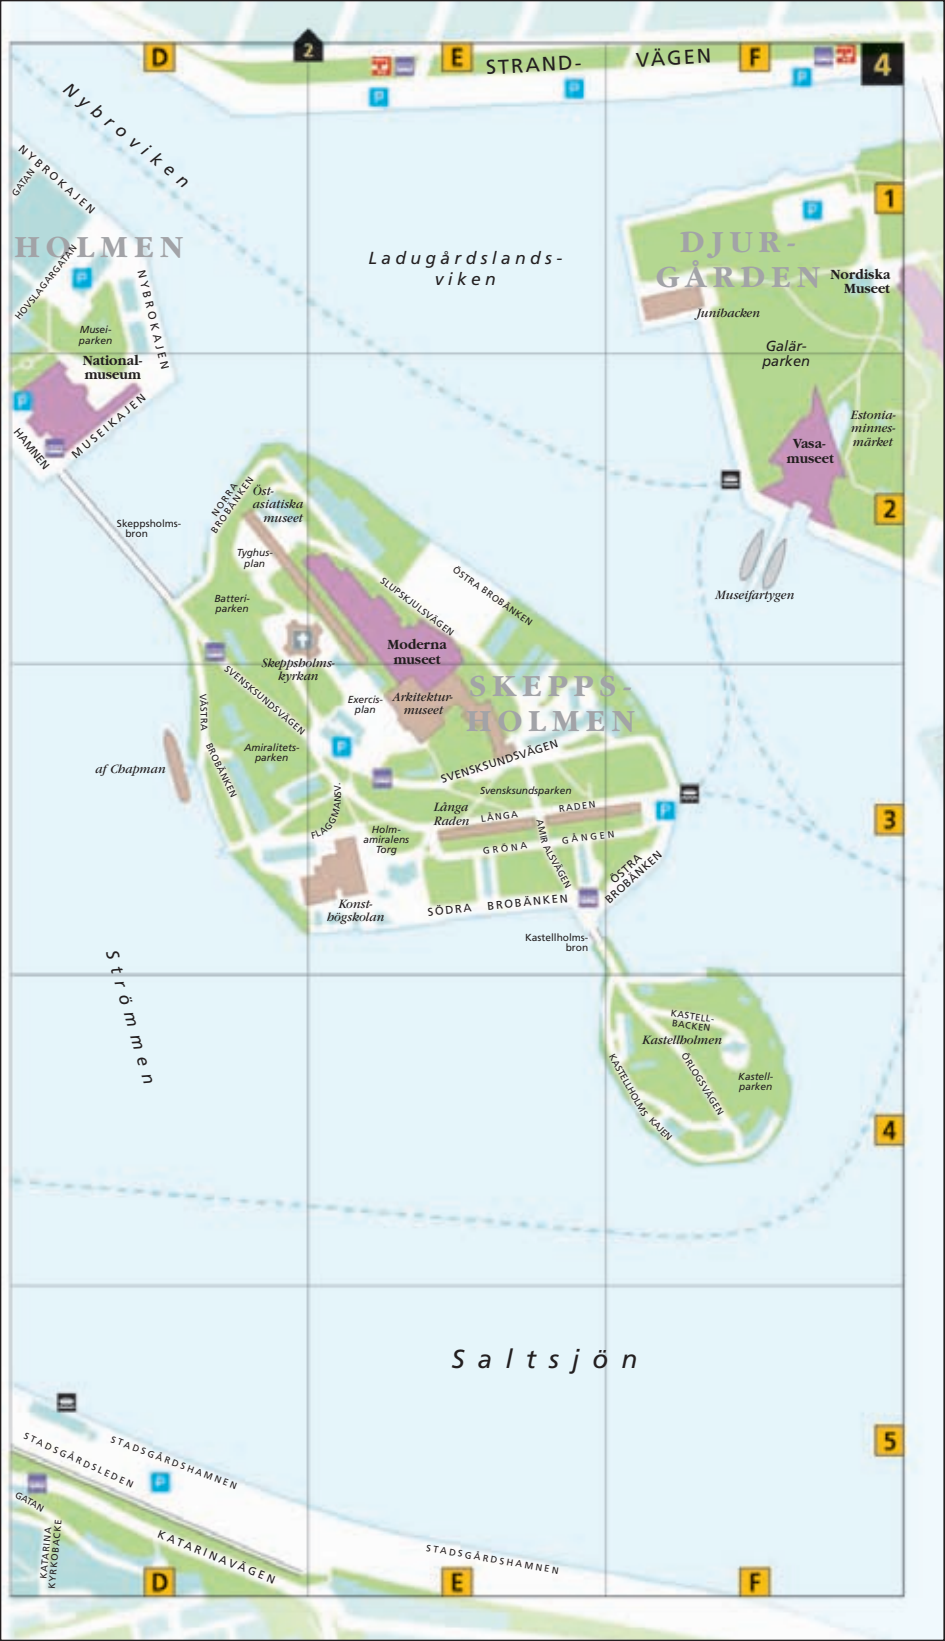 D
2
E
F
4
STRAND-
VÄGEN
P
P
P
Nybroviken
NYBROKAJEN
GATAN
HOLMEN
HOVSLAGARGATAN
P
NYBROKAJEN
Musei-
parken
National-
museum
P
MUSEIKAJEN
HAMNEN
Ladugårdslands-
viken
1
P
DJUR-
GÅRDEN
Nordiska
Museet
Junibacken
Galär-
parken
Estonia-
minnes-
märket
Vasa-
museet
2
Museifartygen
Skeppsholms-
bron
NORRA
BROBÄNKEN
Öst-
asiatiska
museet
Tyghus-
plan
Batteri-
parken
SLUPSKJULSVÄGEN
ÖSTRA BROBÄNKEN
Moderna
museet
Skeppsholms-
kyrkan
SVENSKSUNDSVÄGEN
Exercis-
plan
Arkitektur-
museet
SKEPPS-
HOLMEN
VÄSTRA BROBÄNKEN
Amiralitets-
parken
P
af Chapman
SVENSKSUNDSVÄGEN
Svensksundsparken
FLAGGMANSV.
Långa
Raden
LÅNGA RADEN
P
3
Holm-
amiralens
Torg
GRÖNA GÅNGEN
AMIRALSVÄGEN
ÖSTRA
BROBÄNKEN
Konst-
högskolan
SÖDRA BROBÄNKEN
Kastellholms-
bron
Strömmen
KASTELL-
BACKEN
Kastellholmen
ÖRLOGSVÄGEN
Kastell-
parken
KASTELLHOLMS KAJEN
4
Saltsjön
5
STADSGÅRDSLEDEN
STADSGÅRDSHAMNEN
P
GATAN
KATARINA
KYRKOBACKE
KATARINAVÄGEN
STADSGÅRDSHAMNEN
D
E
F